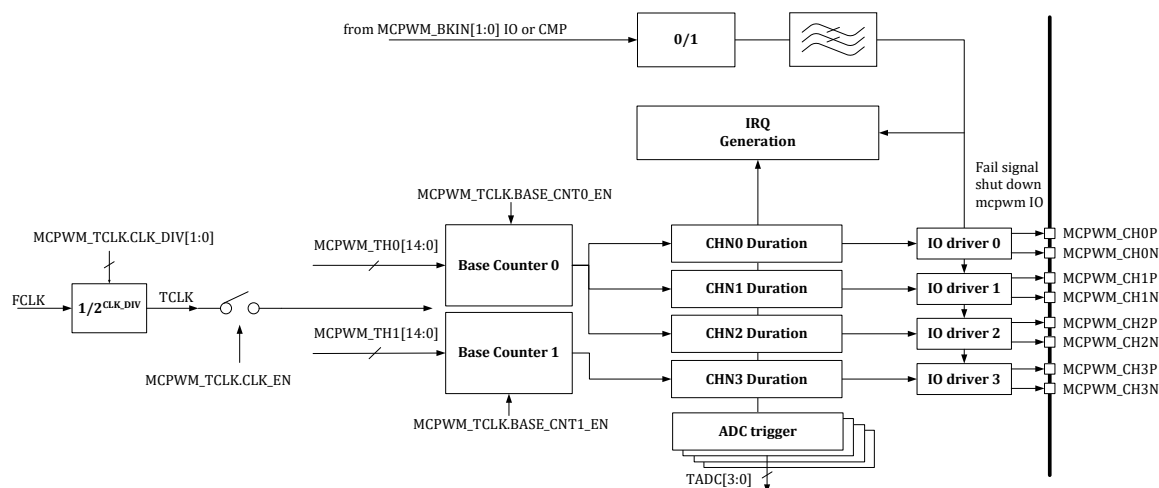 from MCPWM_BKIN[1:0] IO or CMP
0/1
IRQ
Generation
Fail signal
shut down
mcpwm IO
MCPWM_TCLK.BASE_CNT0_EN
MCPWM_TCLK.CLK_DIV[1:0]
MCPWM_TH0[14:0]
Base Counter 0
CHN0 Duration
IO driver 0
MCPWM_CH0P
MCPWM_CH0N
CHN1 Duration
IO driver 1
MCPWM_CH1P
MCPWM_CH1N
FCLK
1/2^CLK_DIV
TCLK
MCPWM_TH1[14:0]
Base Counter 1
CHN2 Duration
IO driver 2
MCPWM_CH2P
MCPWM_CH2N
MCPWM_TCLK.CLK_EN
CHN3 Duration
IO driver 3
MCPWM_CH3P
MCPWM_CH3N
MCPWM_TCLK.BASE_CNT1_EN
ADC trigger
TADC[3:0]